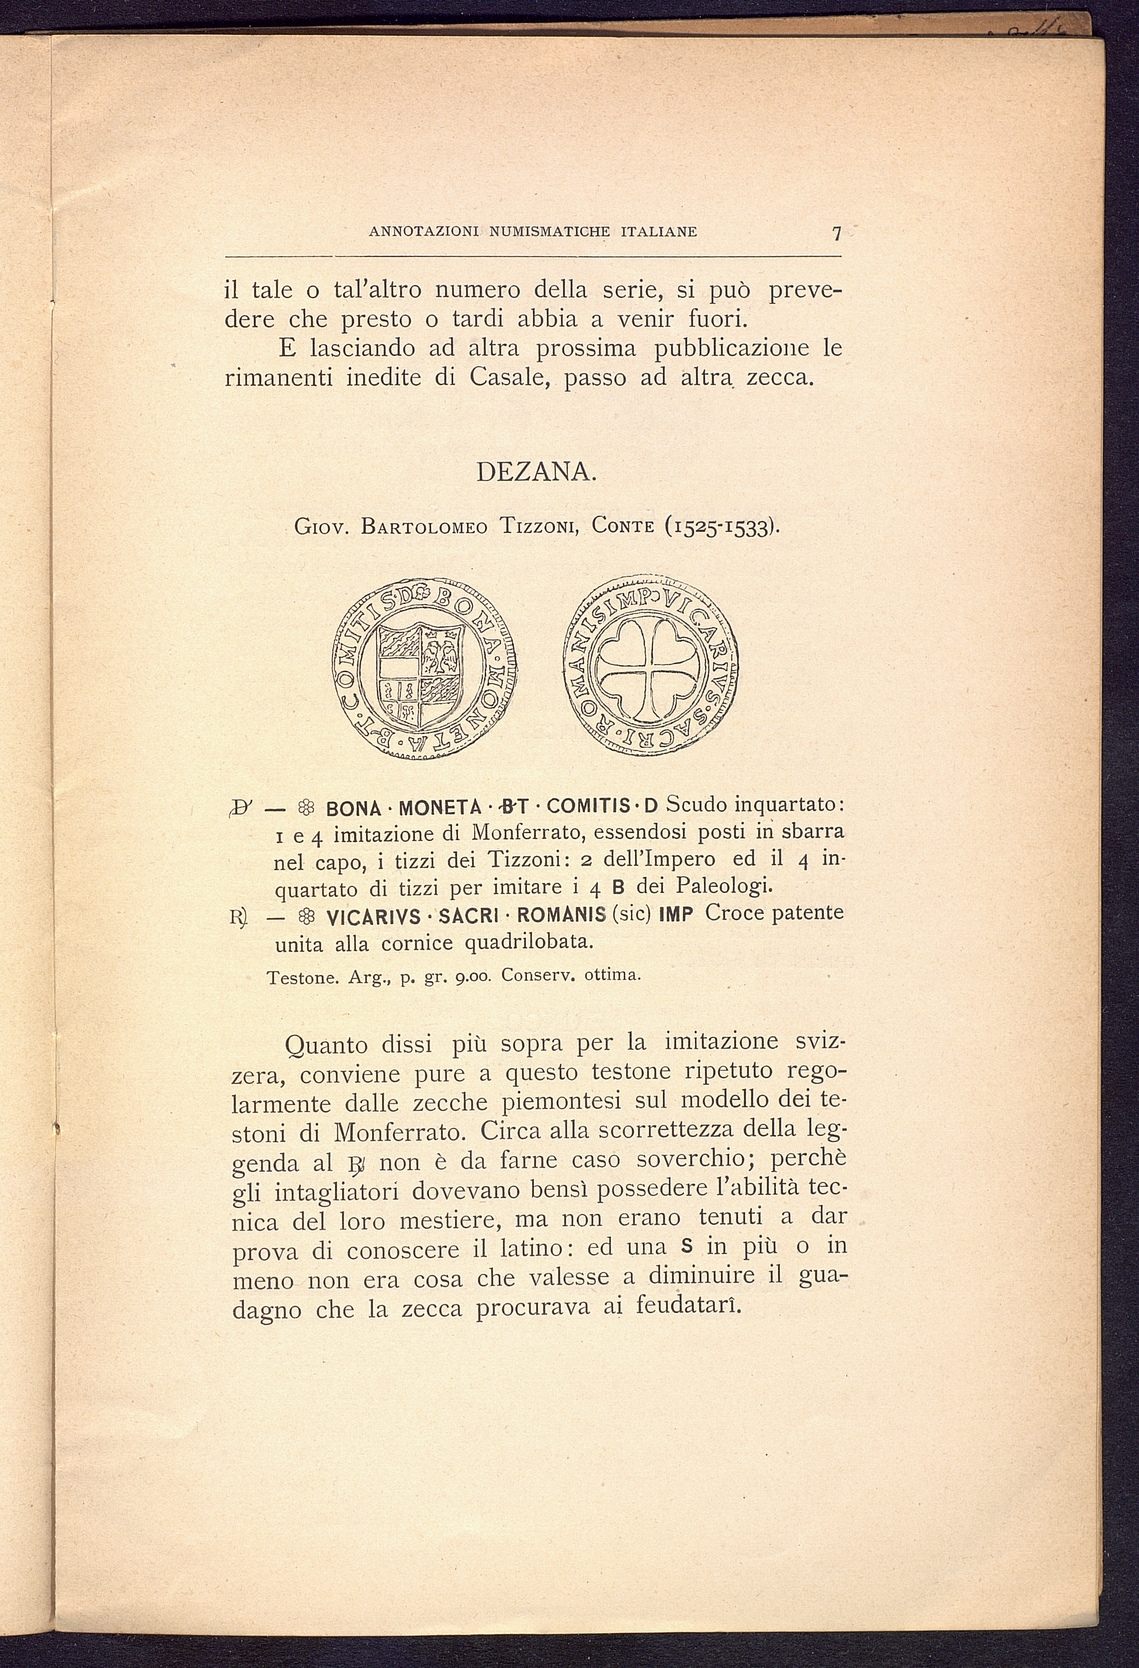 ANNOTAZIONI NUMISMATICHE ITALIANE 7
il tale o tal'altro numero della serie, si può preve-
dere che presto o tardi abbia a venir fuori.
E lasciando ad altra prossima pubblicazione le
rimanenti inedite di Casale, passo ad altra zecca.
DEZANA.
Giov. Bartolomeo Tizzoni, Conte (1525-1533).
BONA · MONETA · BT · COMITIS · D
VICARIVS · SACRI · ROMANIS IMP
D' — ❁ BONA · MONETA · BT · COMITIS · D Scudo inquartato:
1 e 4 imitazione di Monferrato, essendosi posti in sbarra
nel capo, i tizzi dei Tizzoni: 2 dell'Impero ed il 4 in-
quartato di tizzi per imitare i 4 B dei Paleologi.
R) — ❁ VICARIVS · SACRI · ROMANIS (sic) IMP Croce patente
unita alla cornice quadrilobata.
Testone. Arg., p. gr. 9.00. Conserv. ottima.
Quanto dissi più sopra per la imitazione sviz-
zera, conviene pure a questo testone ripetuto rego-
larmente dalle zecche piemontesi sul modello dei te-
stoni di Monferrato. Circa alla scorrettezza della leg-
genda al ℞ non è da farne caso soverchio; perchè
gli intagliatori dovevano bensì possedere l'abilità tec-
nica del loro mestiere, ma non erano tenuti a dar
prova di conoscere il latino: ed una S in più o in
meno non era cosa che valesse a diminuire il gua-
dagno che la zecca procurava ai feudatarî.